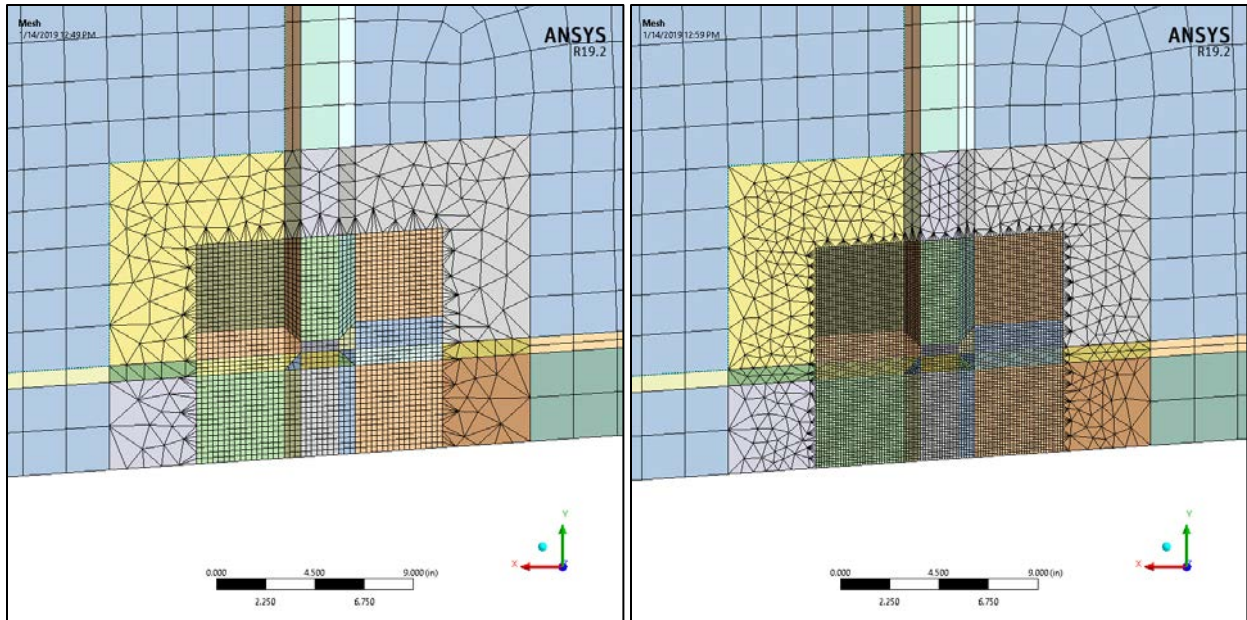 Mesh
1/14/2019 12:49 PM
ANSYS
R19.2
0.000
4.500
9.000 (in)
2.250
6.750
X
Y
Mesh
1/14/2019 12:59 PM
ANSYS
R19.2
0.000
4.500
9.000 (in)
2.250
6.750
X
Y